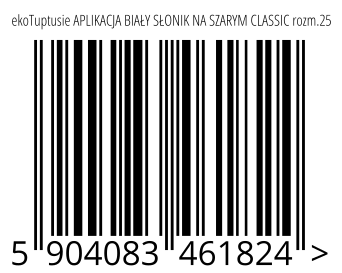 ekoTuptusie APLIKACJA BIAŁY SŁONIK NA SZARYM CLASSIC rozm.25
5 904083 461824 >